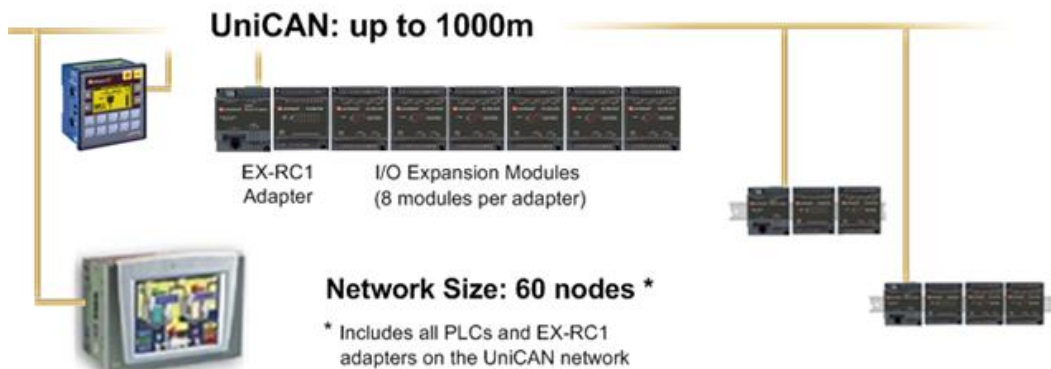 UniCAN: up to 1000m
EX-RC1
Adapter
I/O Expansion Modules
(8 modules per adapter)
Network Size: 60 nodes *
* Includes all PLCs and EX-RC1
adapters on the UniCAN network